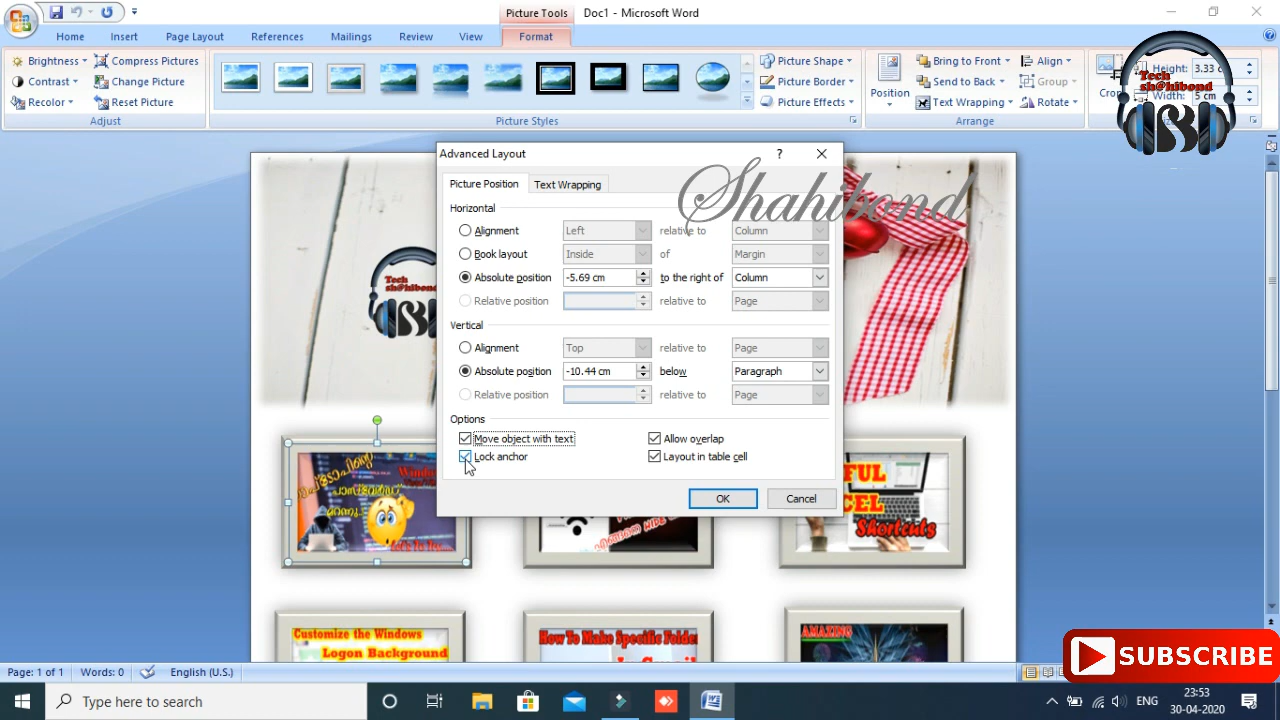 Picture Tools
Doc1 - Microsoft Word
Home
Insert
Page Layout
References
Mailings
Review
View
Format
Brightness
Compress Pictures
Contrast
Change Picture
Recolor
Reset Picture
Adjust
Picture Styles
Picture Shape
Picture Border
Picture Effects
Position
Bring to Front
Send to Back
Text Wrapping
Align
Group
Rotate
Arrange
Height: 3.33 c
Width: 5 cm
Tech
sh@hibond
Shahibond
Advanced Layout
Picture Position
Text Wrapping
Horizontal
Alignment
Left
relative to
Column
Book layout
Inside
of
Margin
Absolute position
-5.69 cm
to the right of
Column
Relative position
relative to
Page
Vertical
Alignment
Top
relative to
Page
Absolute position
-10.44 cm
below
Paragraph
Relative position
relative to
Page
Options
Move object with text
Allow overlap
Lock anchor
Layout in table cell
OK
Cancel
Tech
sh@hibond
Shortcuts
Customize the Windows
Logon Background
How To Make Specific Folder
AMAZING
SUBSCRIBE
Page: 1 of 1
Words: 0
English (U.S.)
Type here to search
ENG
23:53
30-04-2020